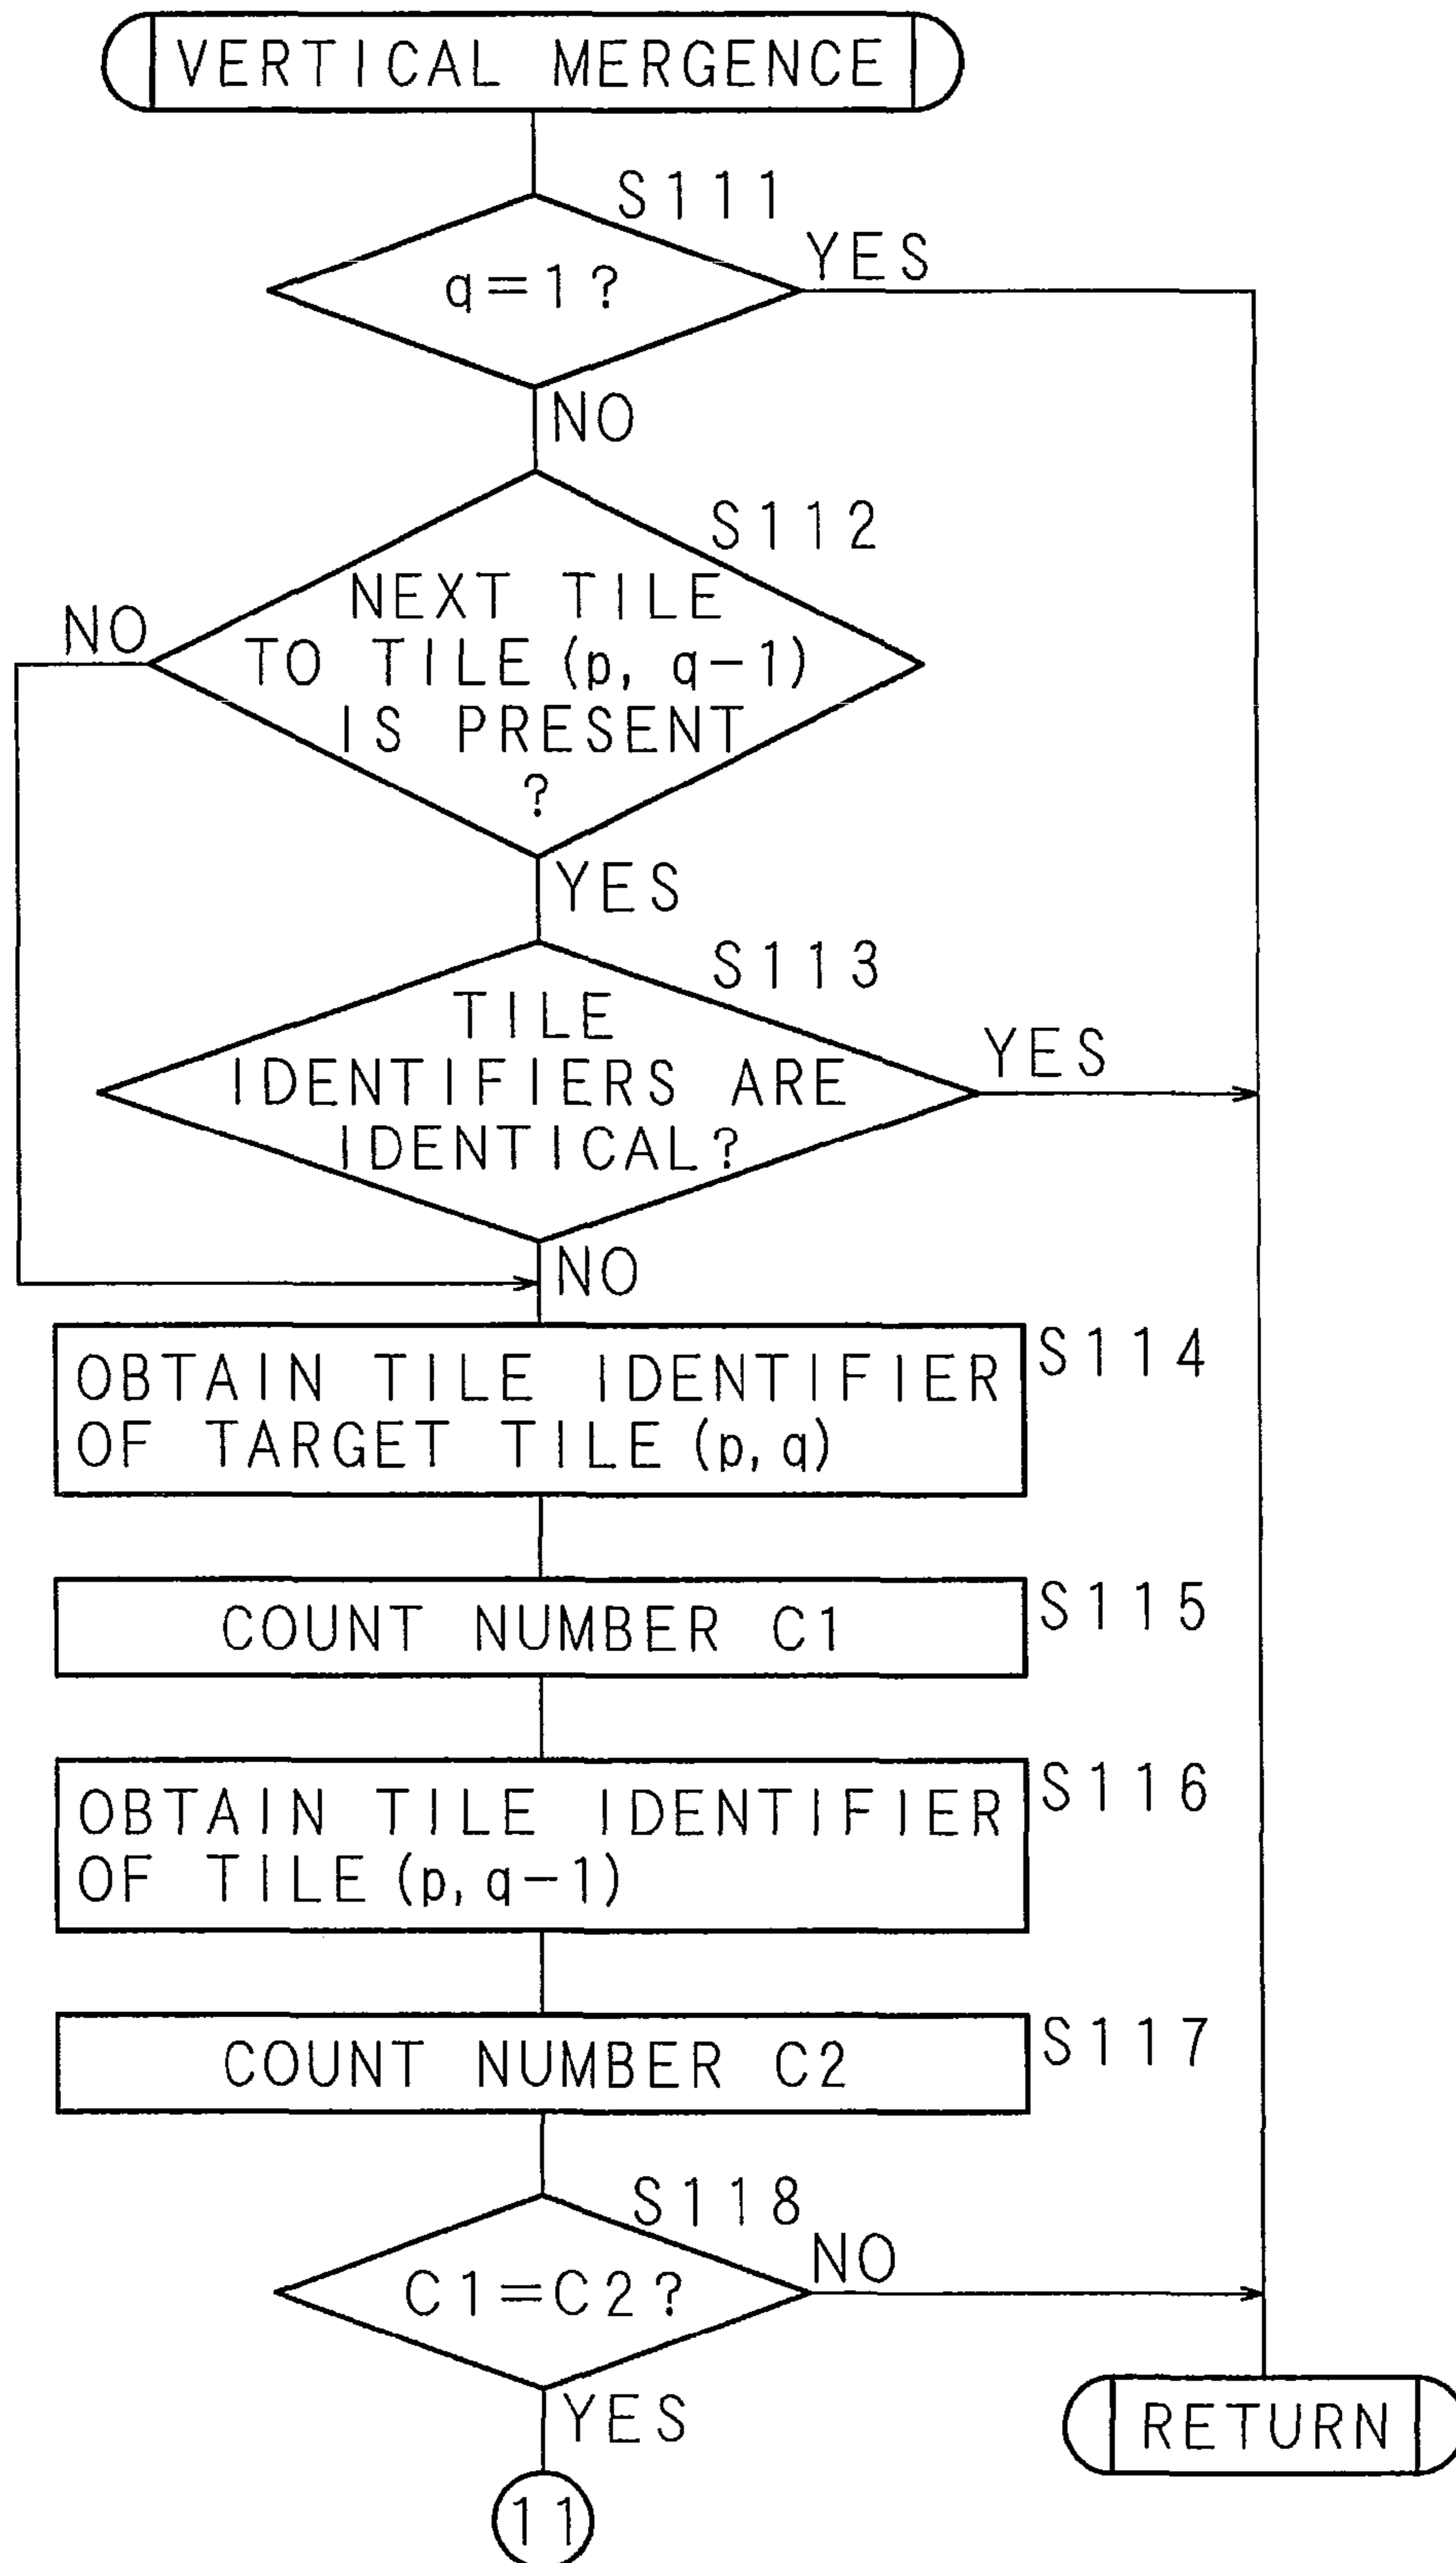 VERTICAL MERGENCE
S111
q=1?
YES
NO
S112
NEXT TILE
TO TILE (p, q-1)
IS PRESENT
?
NO
YES
S113
TILE
IDENTIFIERS ARE
IDENTICAL?
YES
NO
S114
OBTAIN TILE IDENTIFIER
OF TARGET TILE (p, q)
S115
COUNT NUMBER C1
S116
OBTAIN TILE IDENTIFIER
OF TILE (p, q-1)
S117
COUNT NUMBER C2
S118
C1=C2?
NO
YES
RETURN
11